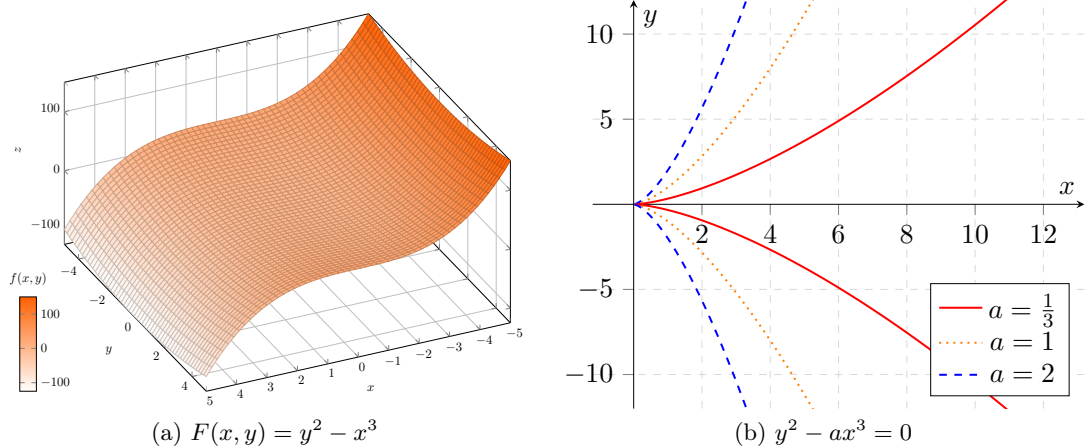 100
0
−100
z
−4
−2
0
2
4
y
5
4
3
2
1
0
−1
−2
−3
−4
−5
x
f(x, y)
100
0
−100
(a) F(x, y) = y² − x³
y
10
5
−5
−10
x
2
4
6
8
10
12
a = 1/3
a = 1
a = 2
(b) y² − ax³ = 0